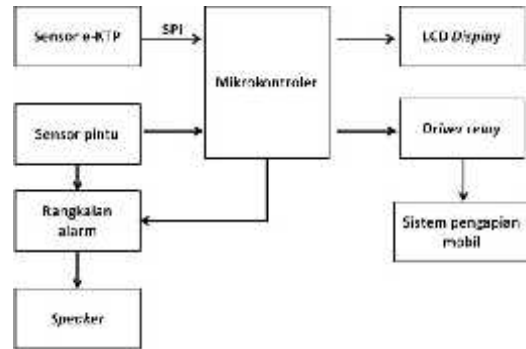 Sensor e-KTP
SPI
Mikrokontroler
LCD Display
Sensor pintu
Driver relay
Rangkaian
alarm
Sistem pengapian
mobil
Speaker